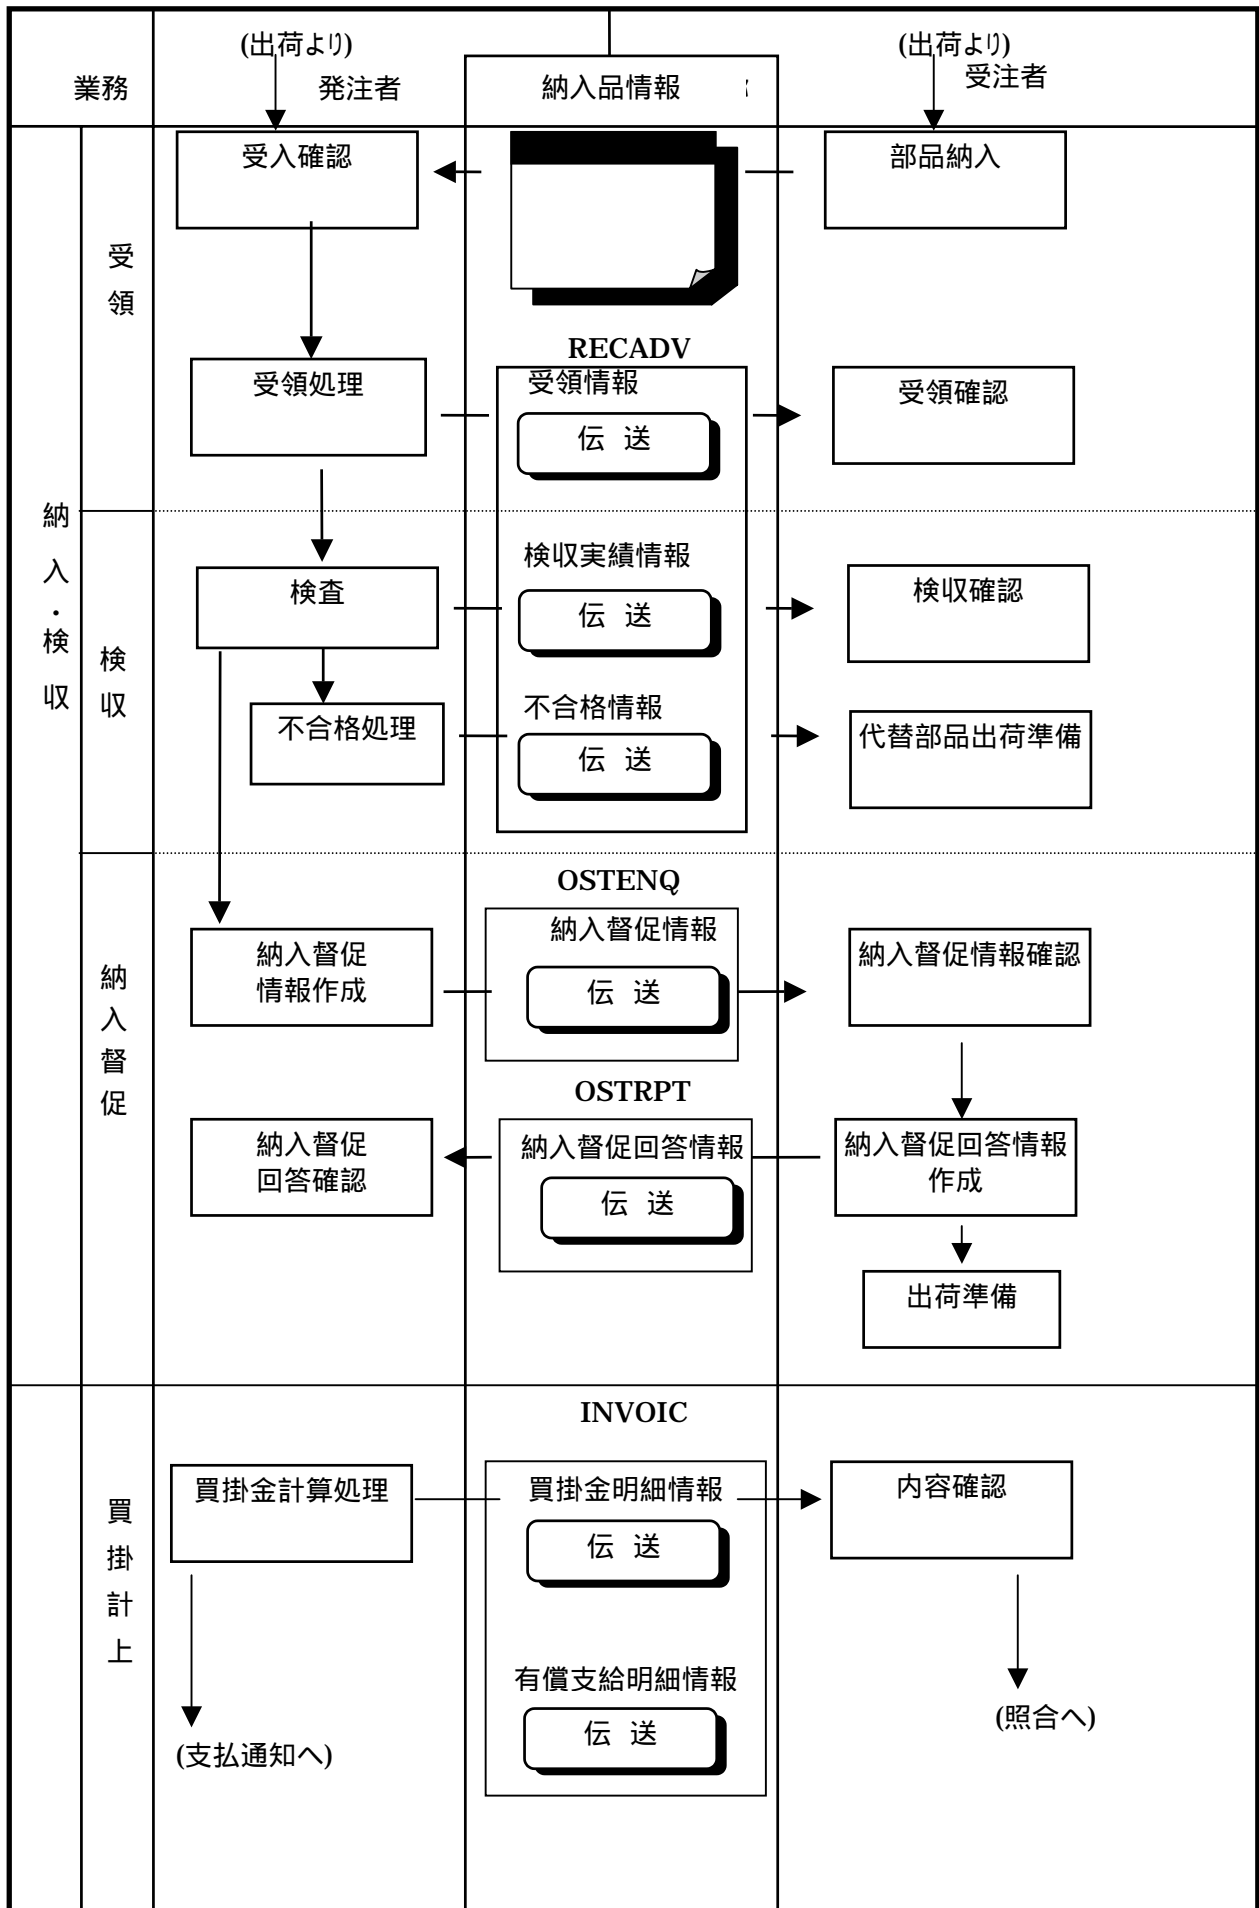 (出荷より)
(出荷より)
業務
発注者
納入品情報
受注者
受入確認
部品納入
受
領
RECADV
受領処理
受領情報
伝 送
受領確認
納
入
・
検
収
検
収
検査
検収実績情報
伝 送
検収確認
不合格処理
不合格情報
伝 送
代替部品出荷準備
納
入
督
促
OSTENQ
納入督促
情報作成
納入督促情報
伝 送
納入督促情報確認
OSTRPT
納入督促
回答確認
納入督促回答情報
伝 送
納入督促回答情報
作成
出荷準備
買
掛
計
上
INVOIC
買掛金計算処理
買掛金明細情報
伝 送
内容確認
有償支給明細情報
伝 送
(支払通知へ)
(照合へ)